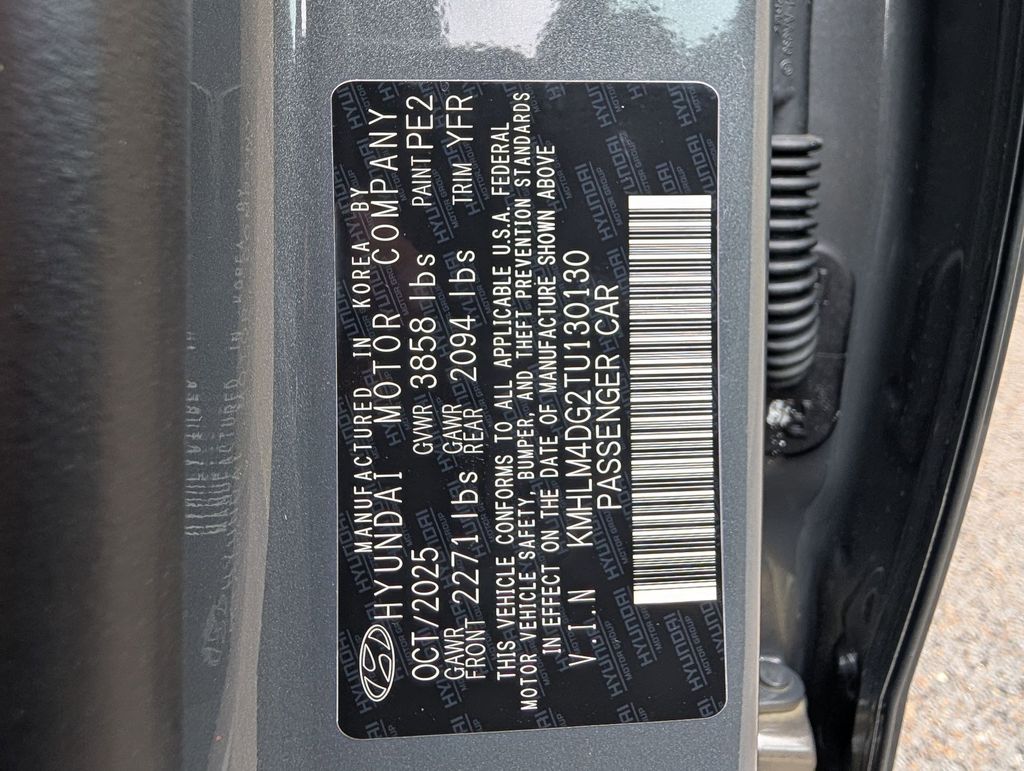 MANUFACTURED IN KOREA BY
HYUNDAI MOTOR COMPANY
OCT/2025 GVWR 3858 lbs PAINT PE2
GAWR FRONT 2271 lbs GAWR REAR 2094 lbs TRIM YFR
THIS VEHICLE CONFORMS TO ALL APPLICABLE U.S.A. FEDERAL
MOTOR VEHICLE SAFETY, BUMPER, AND THEFT PREVENTION STANDARDS
IN EFFECT ON THE DATE OF MANUFACTURE SHOWN ABOVE
V.I.N KMHLM4DG2TU130130
PASSENGER CAR